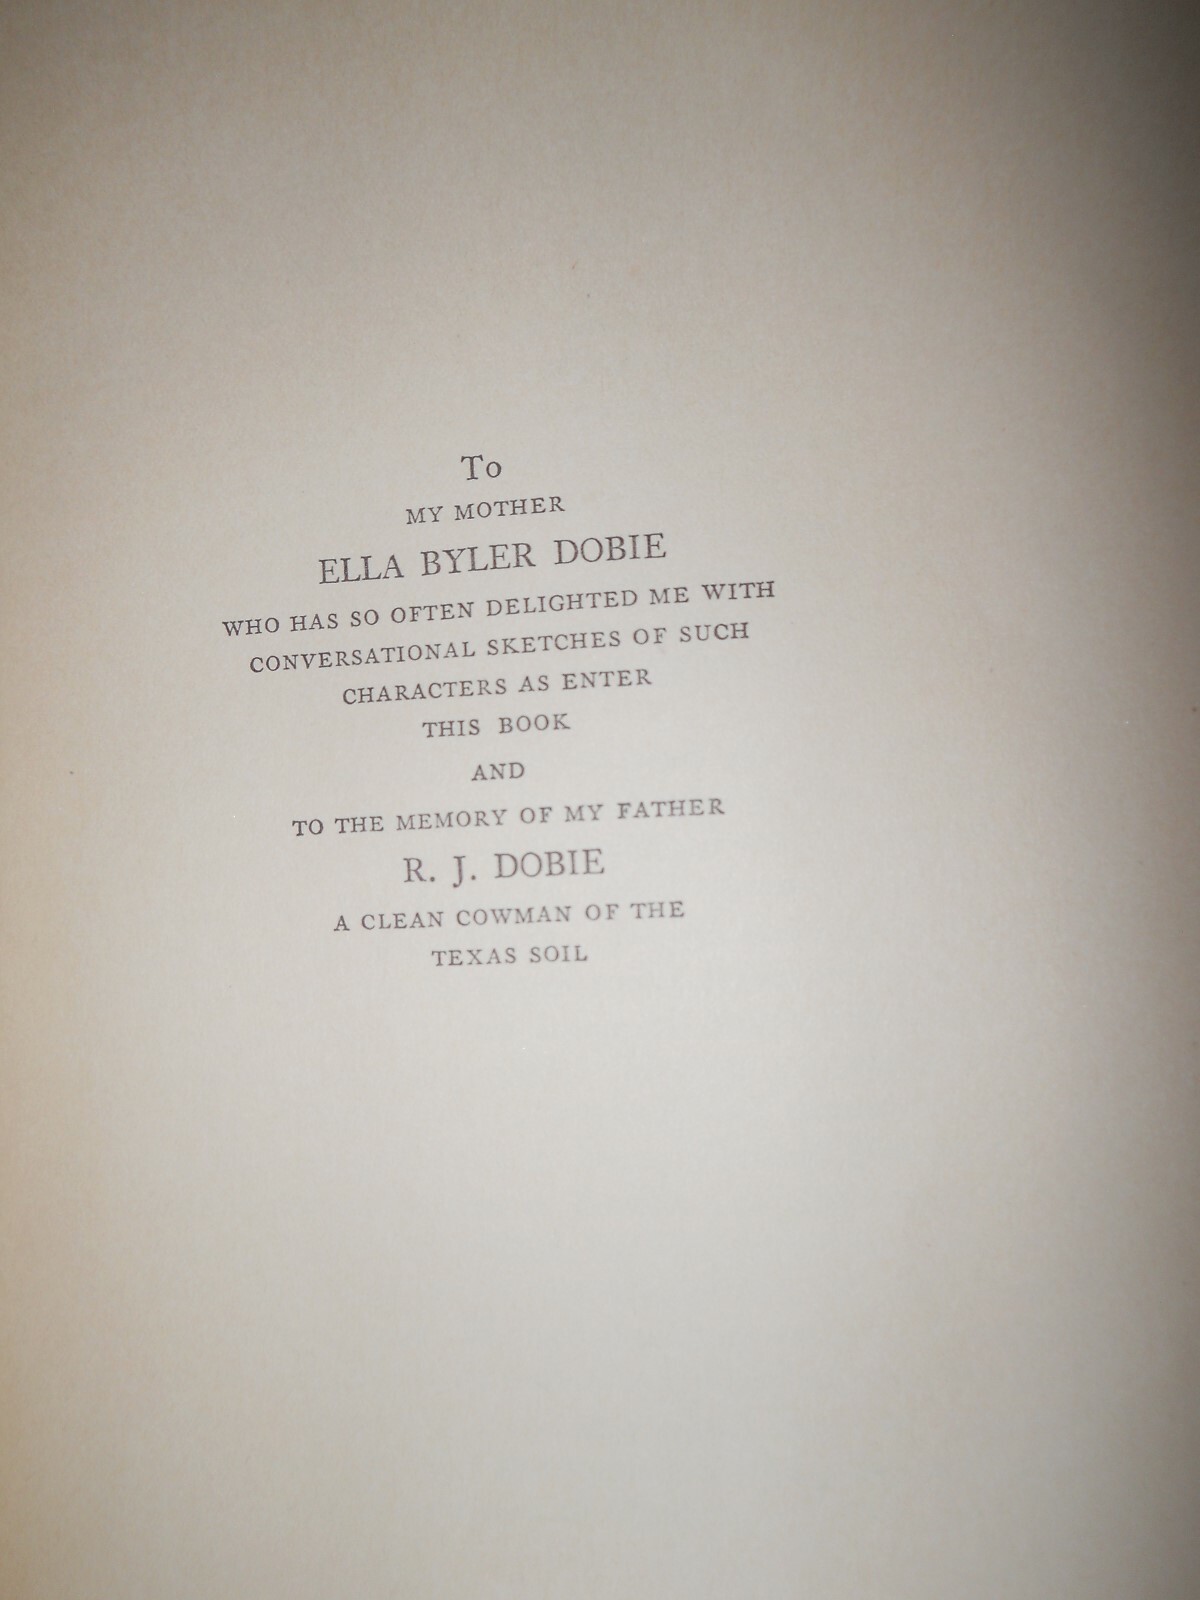 To
MY MOTHER
ELLA BYLER DOBIE
WHO HAS SO OFTEN DELIGHTED ME WITH
CONVERSATIONAL SKETCHES OF SUCH
CHARACTERS AS ENTER
THIS BOOK
AND
TO THE MEMORY OF MY FATHER
R. J. DOBIE
A CLEAN COWMAN OF THE
TEXAS SOIL